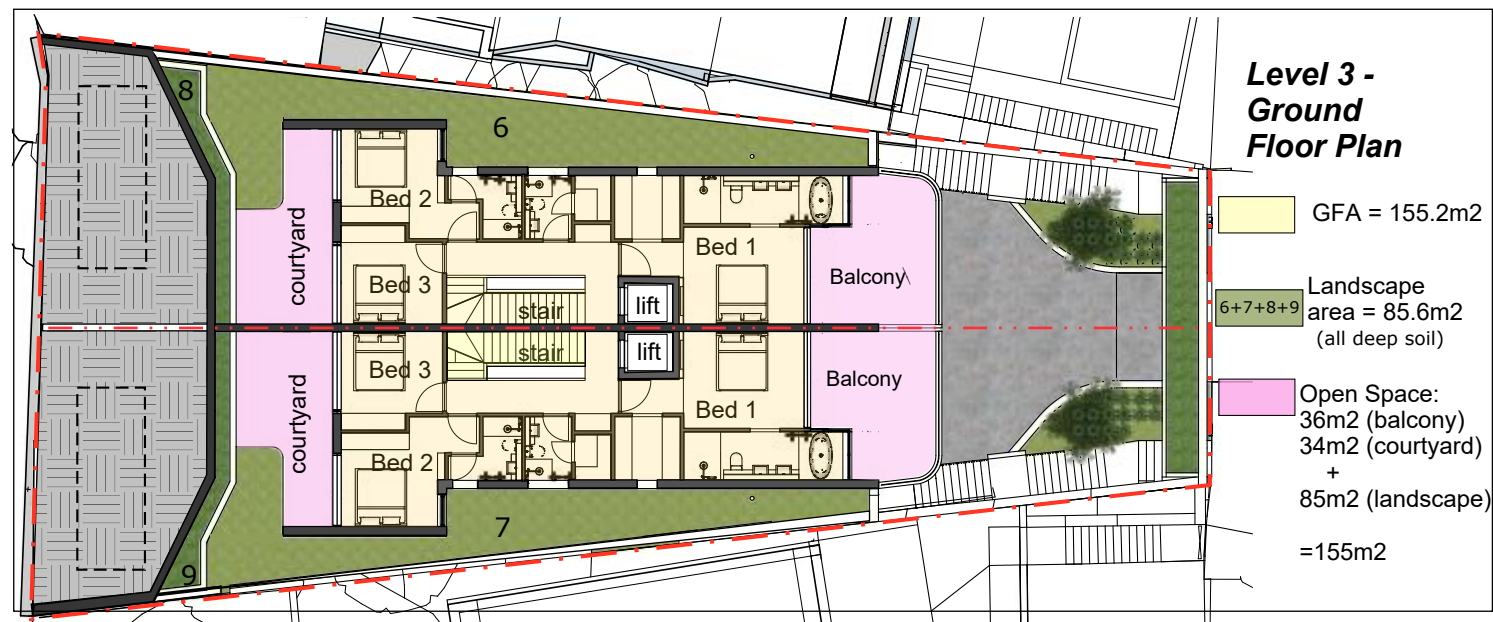 Level 3 -
Ground
Floor Plan
GFA = 155.2m2
6+7+8+9
Landscape
area = 85.6m2
(all deep soil)
Open Space:
36m2 (balcony)
34m2 (courtyard)
+
85m2 (landscape)
=155m2
8
6
Bed 2
courtyard
Bed 3
stair
lift
Bed 1
Balcony
courtyard
Bed 3
stair
lift
Bed 1
Balcony
Bed 2
7
9